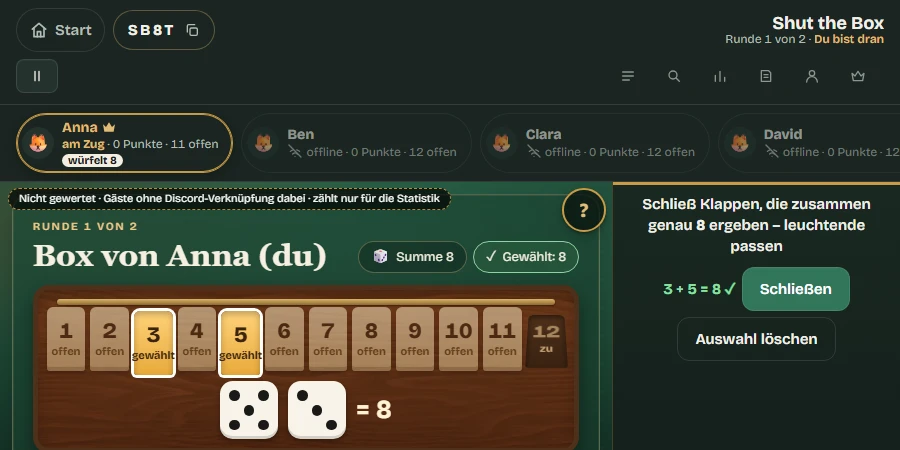 Start
SB8T
Shut the Box
Runde 1 von 2 · Du bist dran
Anna
am Zug · 0 Punkte · 11 offen
würfelt 8
Ben
offline · 0 Punkte · 12 offen
Clara
offline · 0 Punkte · 12 offen
David
offline · 0 Punkte · 12
Nicht gewertet · Gäste ohne Discord-Verknüpfung dabei · zählt nur für die Statistik
?
RUNDE 1 VON 2
Box von Anna (du)
Summe 8
✓ Gewählt: 8
1 2 3 4 5 6 7 8 9 10 11 12
offen offen gewählt offen gewählt offen offen offen offen offen offen zu
= 8
Schließ Klappen, die zusammen
genau 8 ergeben – leuchtende
passen
3 + 5 = 8 ✓
Schließen
Auswahl löschen